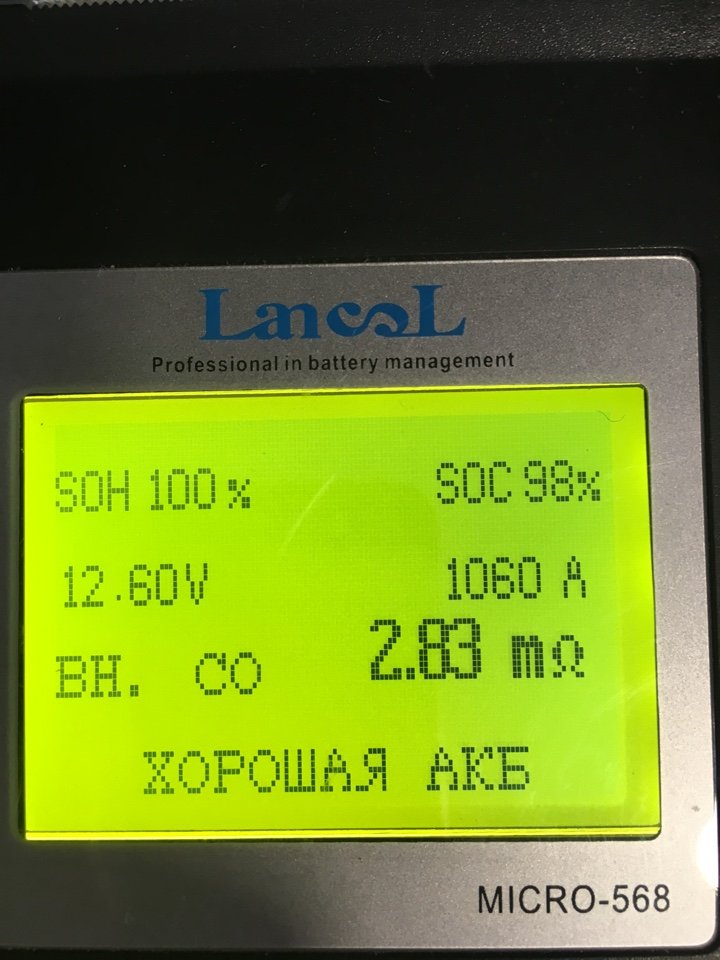 LancoL
Professional in battery management
SOH 100% SOC 98%
12.60V 1060 A
ВН. СО 2.83 mΩ
ХОРОШАЯ АКБ
MICRO-568